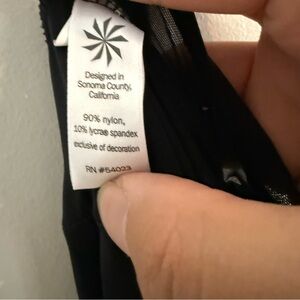 Designed in
Sonoma County,
California
90% nylon,
10% lycra® spandex
exclusive of decoration
RN #54023